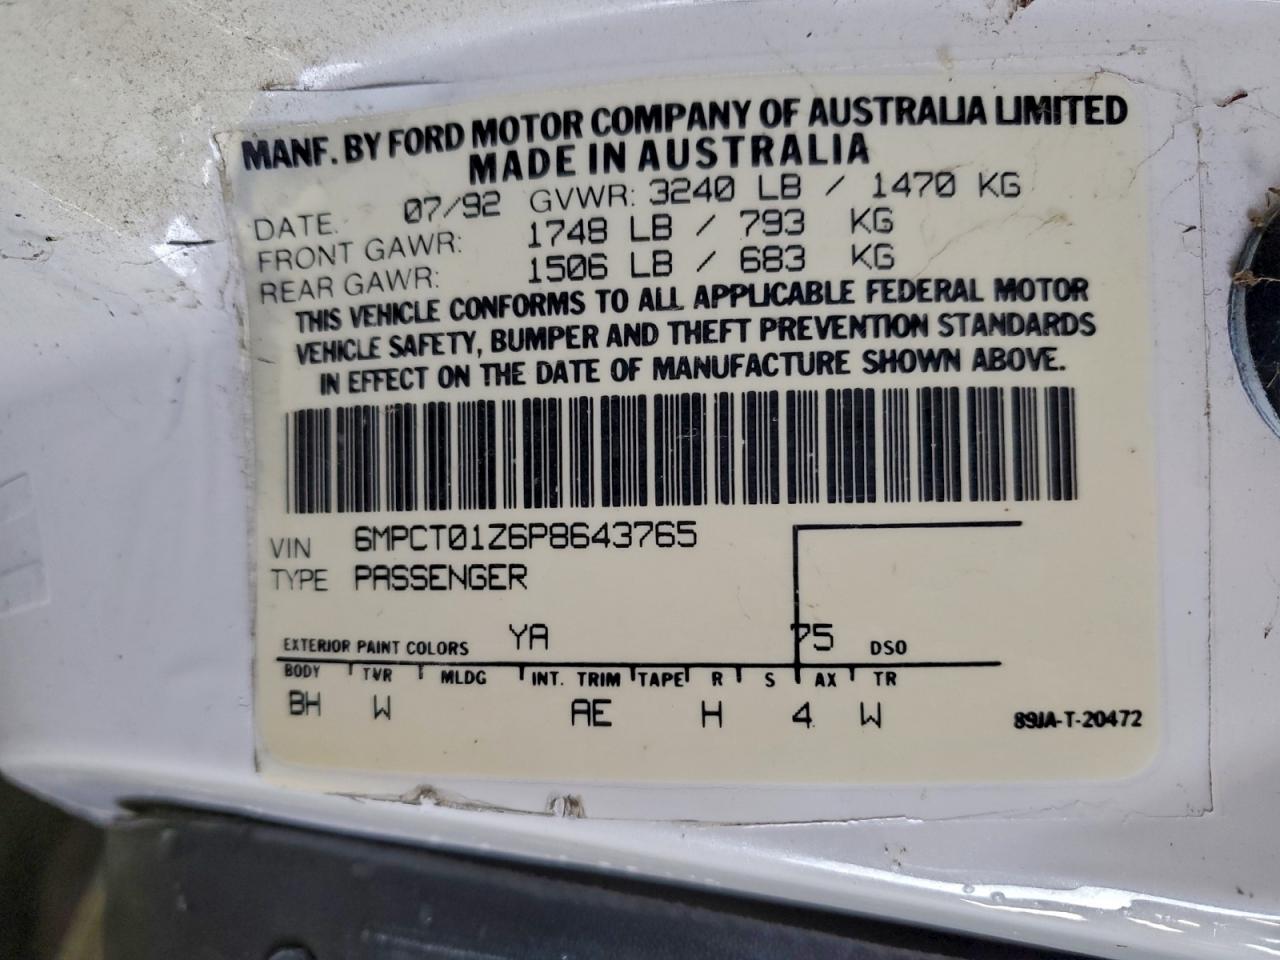 MANF. BY FORD MOTOR COMPANY OF AUSTRALIA LIMITED
MADE IN AUSTRALIA
DATE. 07/92 GVWR: 3240 LB / 1470 KG
FRONT GAWR: 1748 LB / 793 KG
REAR GAWR: 1506 LB / 683 KG
THIS VEHICLE CONFORMS TO ALL APPLICABLE FEDERAL MOTOR
VEHICLE SAFETY, BUMPER AND THEFT PREVENTION STANDARDS
IN EFFECT ON THE DATE OF MANUFACTURE SHOWN ABOVE.
VIN 6MPCT01Z6P8643765
TYPE PASSENGER
EXTERIOR PAINT COLORS YA 75 DSO
BODY TVR MLDG INT. TRIM TAPE R S AX TR
BH W AE H 4 W 89JA-T-20472